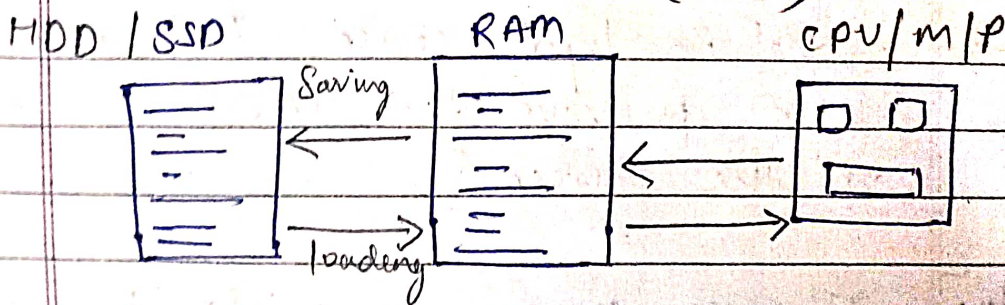 HDD / SSD
RAM
CPU / M / P
Saving
loading